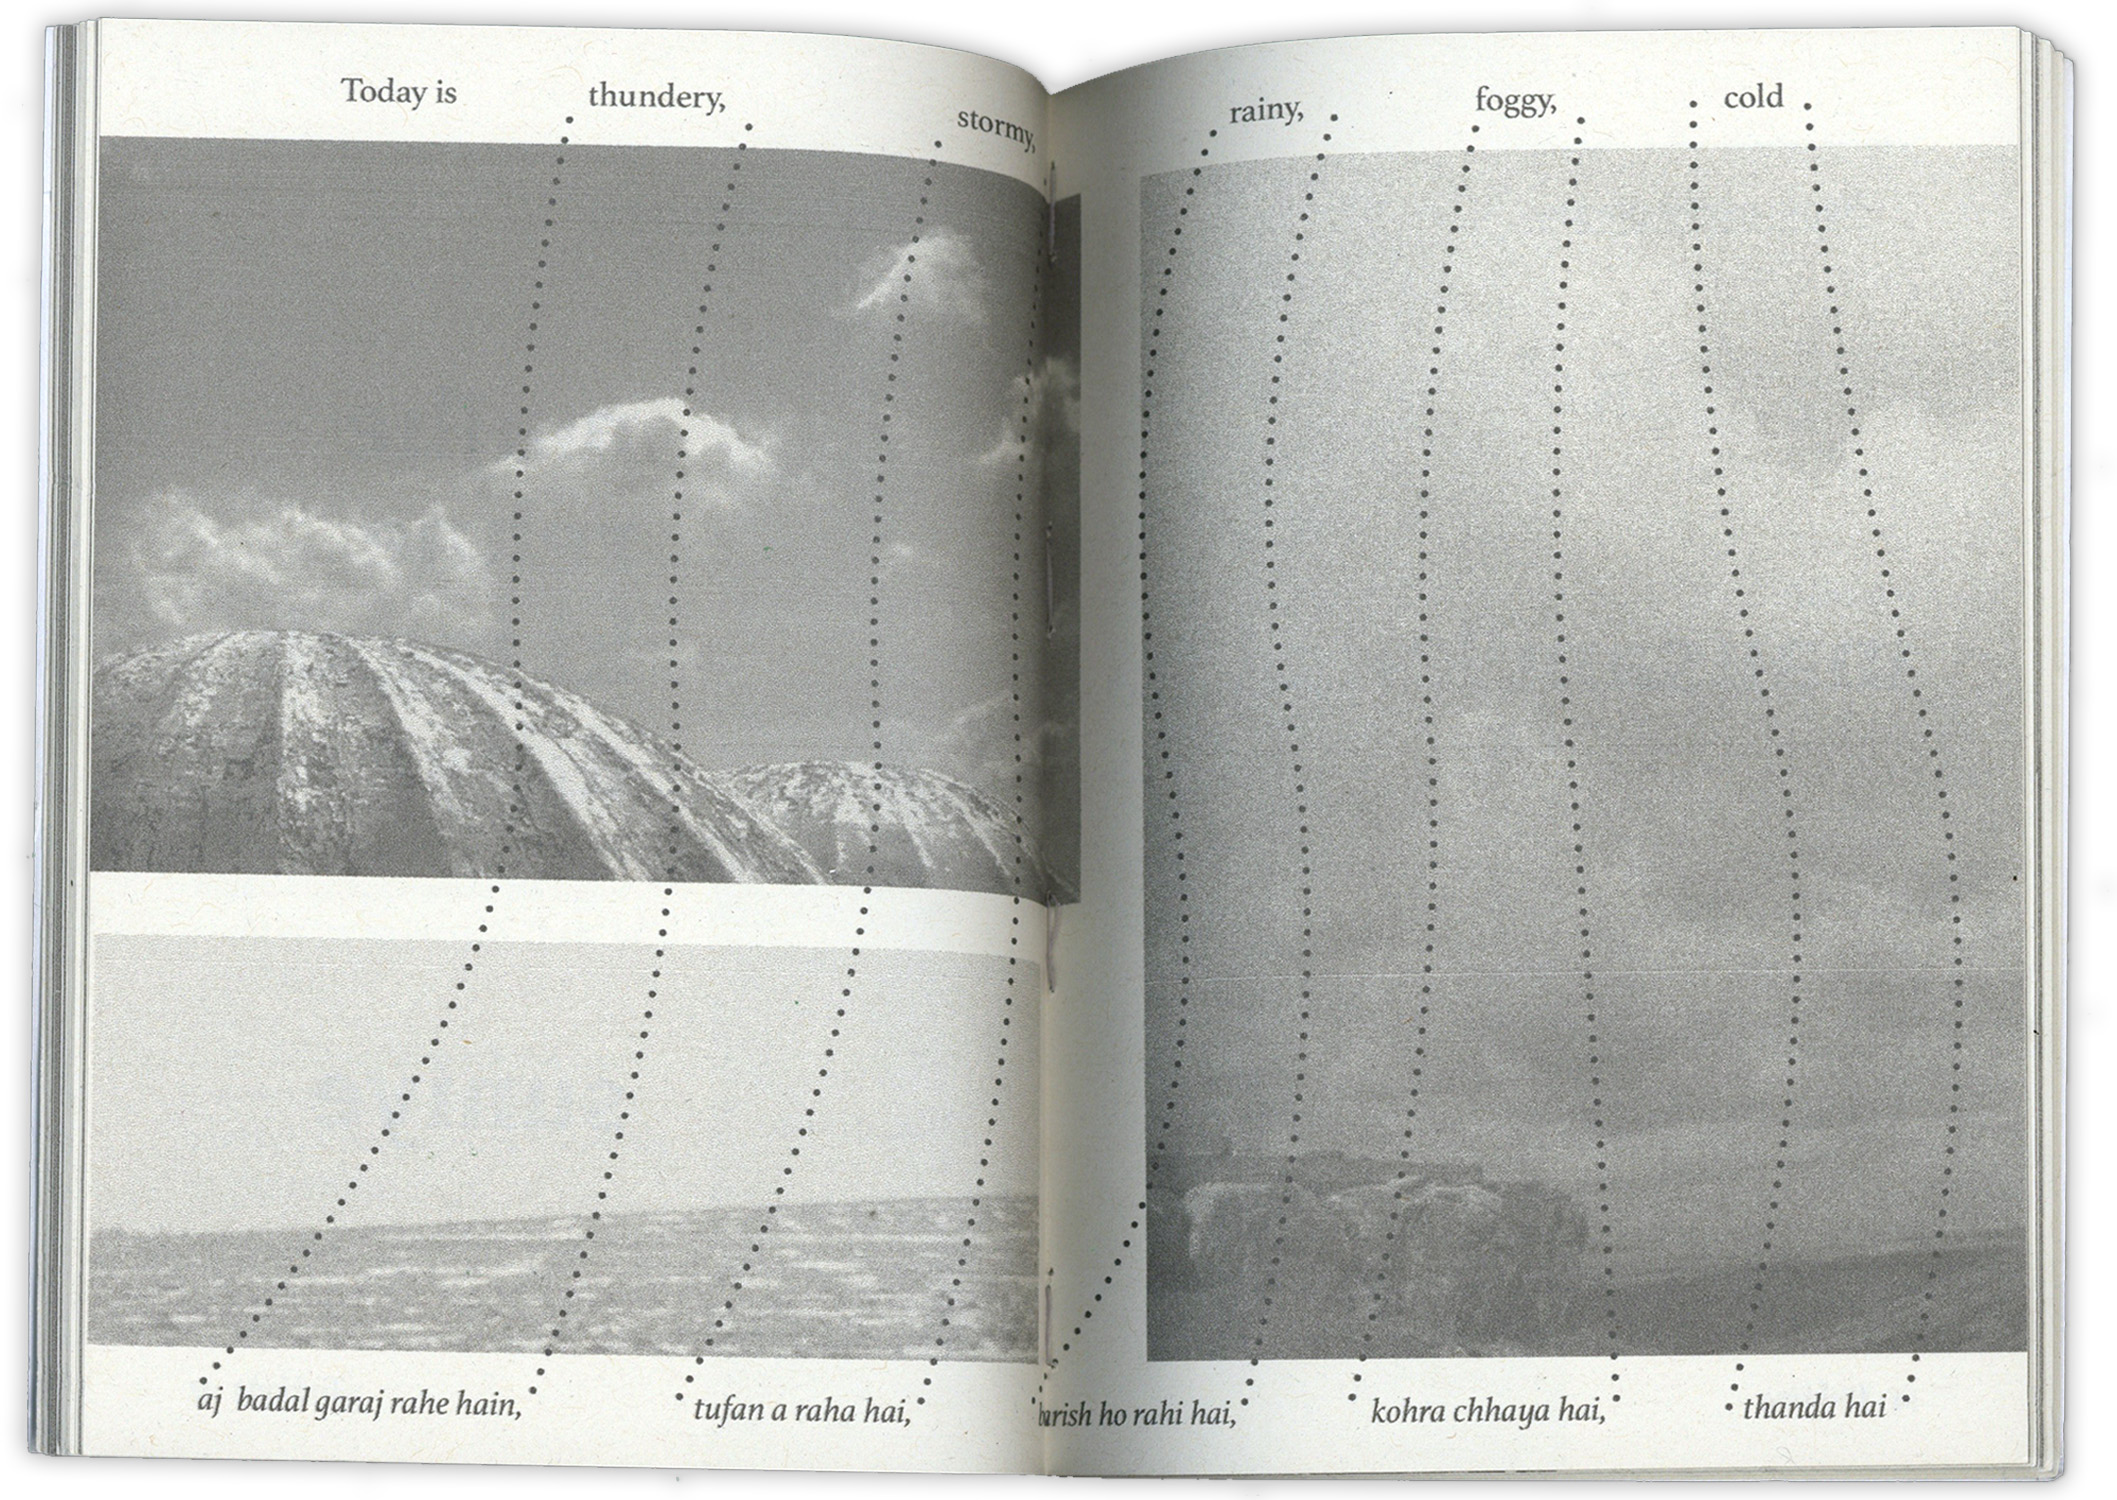 Today is thundery, stormy, rainy, foggy, cold
aj badal garaj rahe hain, tufan a raha hai, barish ho rahi hai, kohra chhaya hai, thanda hai